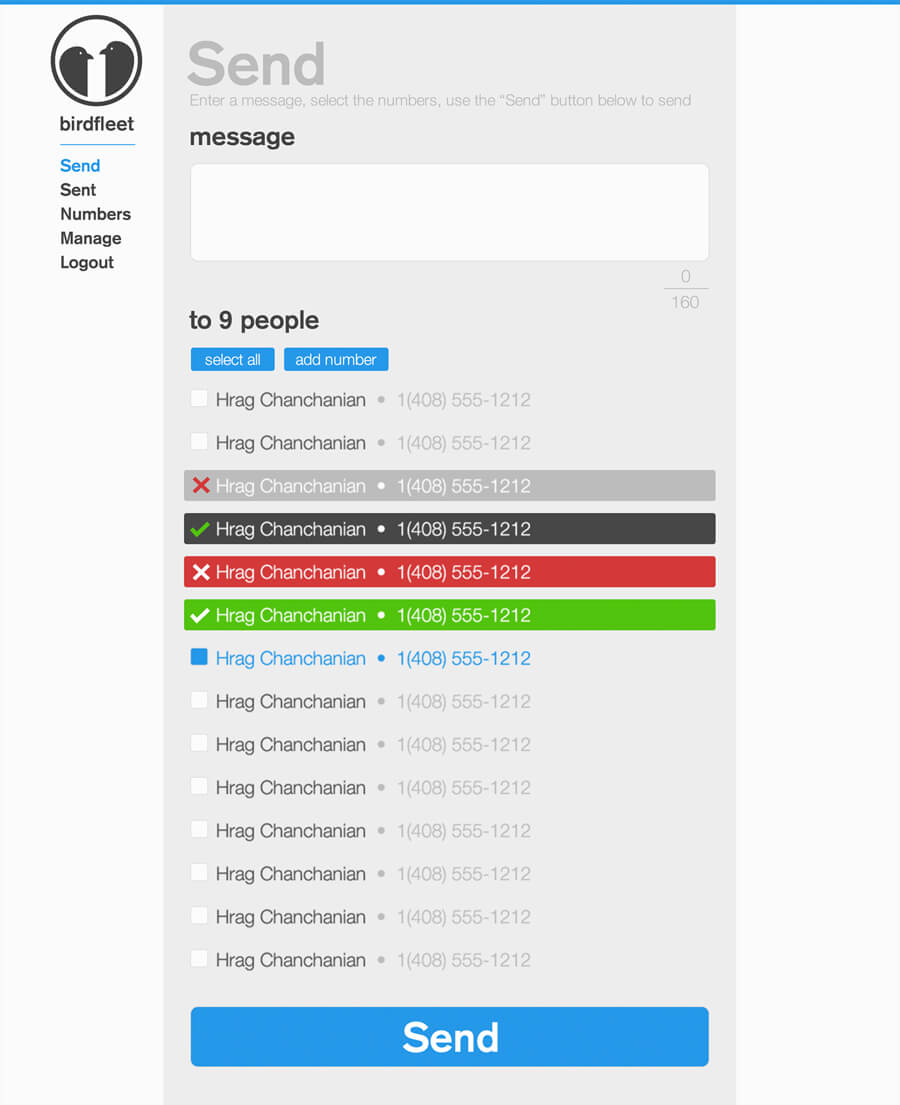 birdfleet
Send
Sent
Numbers
Manage
Logout
Send
Enter a message, select the numbers, use the “Send” button below to send
message
0
160
to 9 people
select all add number
Hrag Chanchanian • 1(408) 555-1212
Hrag Chanchanian • 1(408) 555-1212
Hrag Chanchanian • 1(408) 555-1212
Hrag Chanchanian • 1(408) 555-1212
Hrag Chanchanian • 1(408) 555-1212
Hrag Chanchanian • 1(408) 555-1212
Hrag Chanchanian • 1(408) 555-1212
Hrag Chanchanian • 1(408) 555-1212
Hrag Chanchanian • 1(408) 555-1212
Hrag Chanchanian • 1(408) 555-1212
Hrag Chanchanian • 1(408) 555-1212
Hrag Chanchanian • 1(408) 555-1212
Hrag Chanchanian • 1(408) 555-1212
Hrag Chanchanian • 1(408) 555-1212
Send